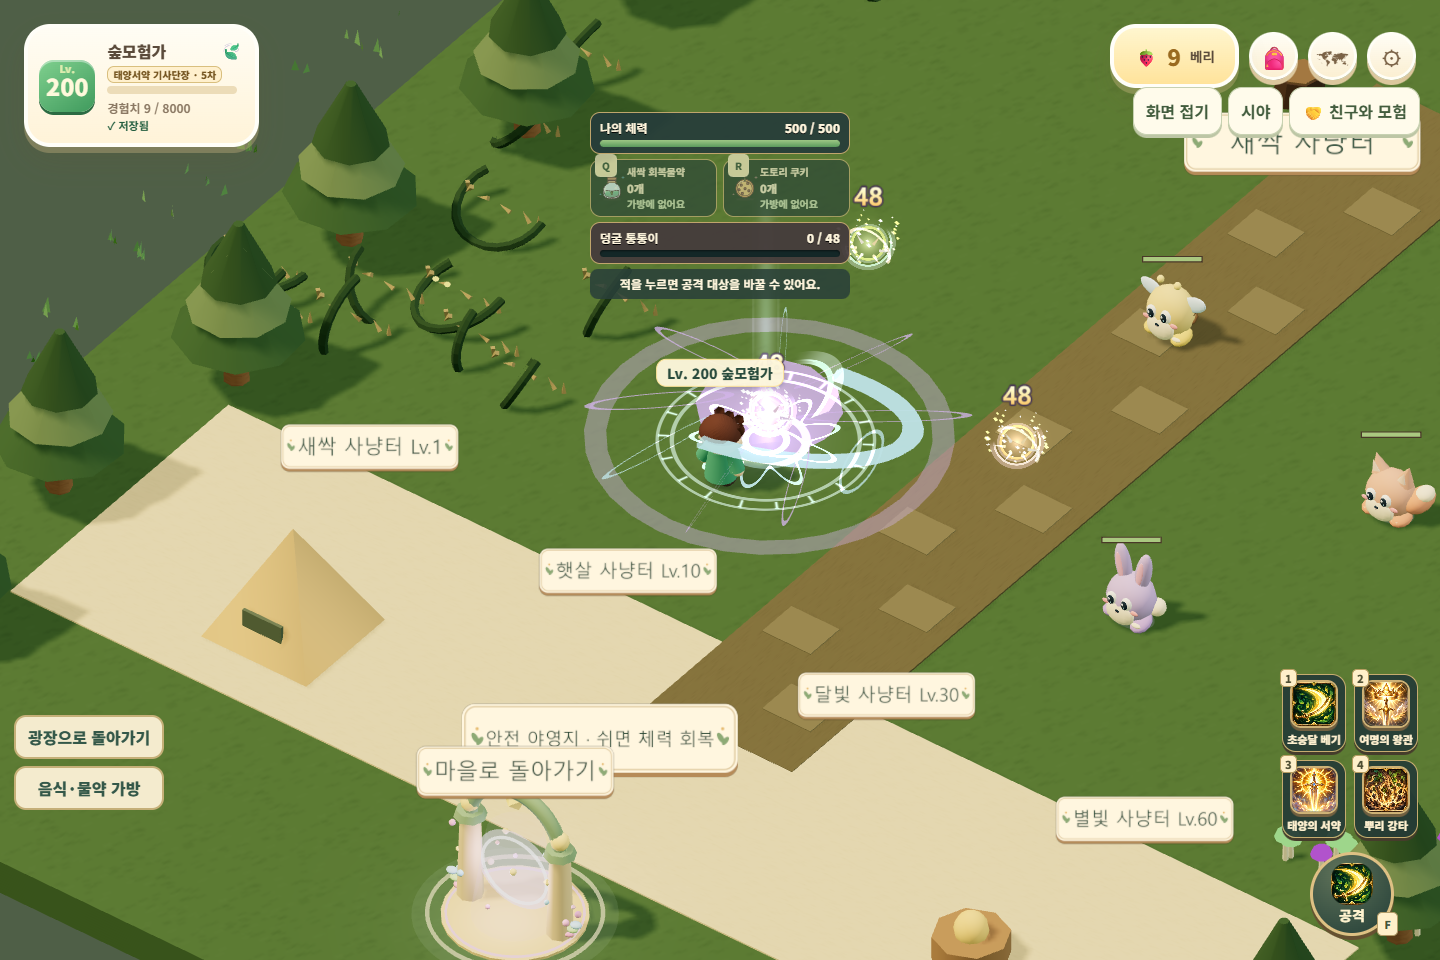 Lv.
200
숲모험가
태양서약 기사단장 · 5차
경험치 9 / 8000
✓ 저장됨
9 베리
화면 접기
시야
친구와 모험
새싹 사냥터
나의 체력
500 / 500
Q
새싹 회복물약
0개
가방에 없어요
R
도토리 쿠키
0개
가방에 없어요
48
덩굴 통통이
0 / 48
적을 누르면 공격 대상을 바꿀 수 있어요.
48
Lv. 200 숲모험가
48
새싹 사냥터 Lv.1
햇살 사냥터 Lv.10
달빛 사냥터 Lv.30
안전 야영지 · 쉬면 체력 회복
마을로 돌아가기
별빛 사냥터 Lv.60
광장으로 돌아가기
음식·물약 가방
1
초승달 베기
2
여명의 왕관
3
태양의 서약
4
뿌리 강타
공격
F